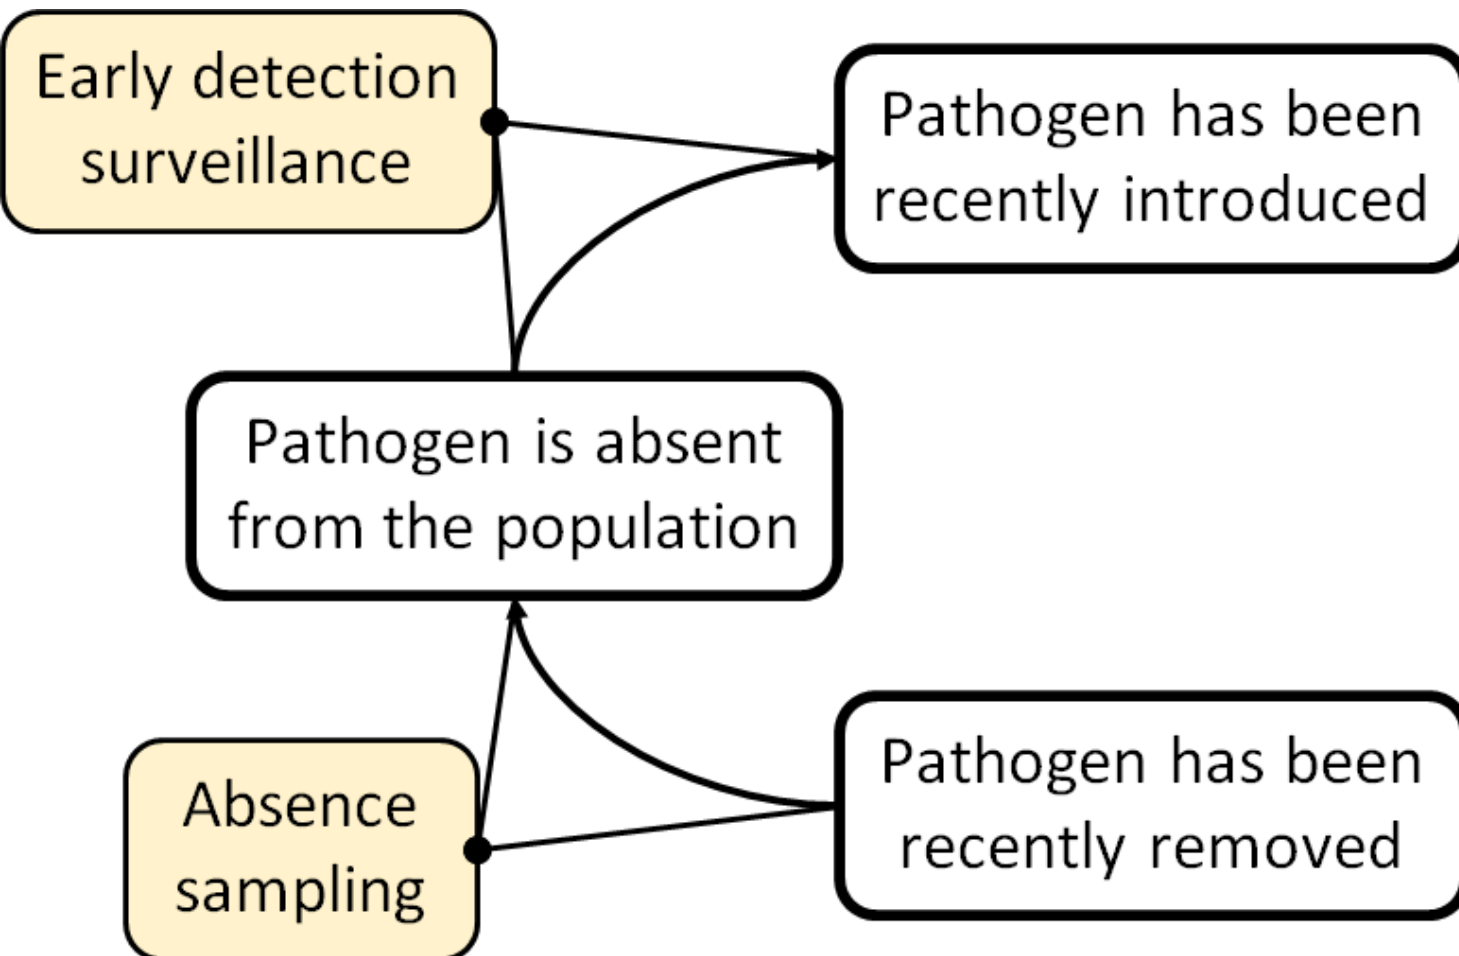 Early detection
surveillance
Pathogen has been
recently introduced
Pathogen is absent
from the population
Absence
sampling
Pathogen has been
recently removed